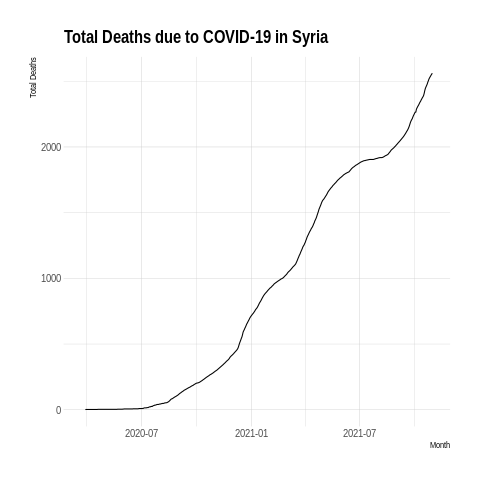 Total Deaths due to COVID-19 in Syria
Total Deaths
2000
1000
0
2020-07 2021-01 2021-07
Month